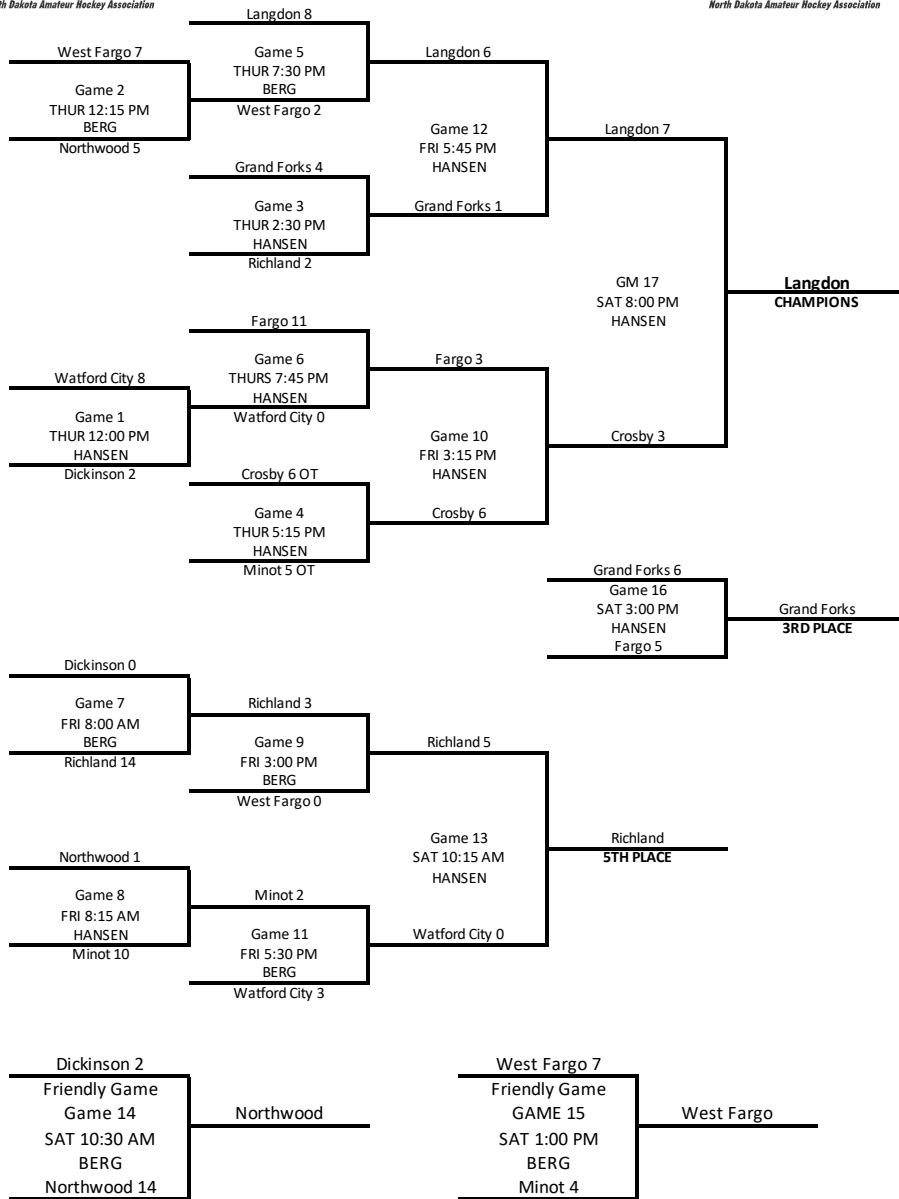 th Dakota Amateur Hockey Association
North Dakota Amateur Hockey Association
Langdon 8
West Fargo 7
Game 5
THUR 7:30 PM
BERG
Langdon 6
Game 2
THUR 12:15 PM
BERG
West Fargo 2
Northwood 5
Game 12
FRI 5:45 PM
HANSEN
Langdon 7
Grand Forks 4
Game 3
THUR 2:30 PM
HANSEN
Grand Forks 1
Richland 2
GM 17
SAT 8:00 PM
HANSEN
Langdon
CHAMPIONS
Fargo 11
Game 6
THURS 7:45 PM
HANSEN
Fargo 3
Watford City 8
Game 1
THUR 12:00 PM
HANSEN
Watford City 0
Dickinson 2
Game 10
FRI 3:15 PM
HANSEN
Crosby 3
Crosby 6 OT
Game 4
THUR 5:15 PM
HANSEN
Crosby 6
Minot 5 OT
Grand Forks 6
Game 16
SAT 3:00 PM
HANSEN
Fargo 5
Grand Forks
3RD PLACE
Dickinson 0
Game 7
FRI 8:00 AM
BERG
Richland 14
Richland 3
Game 9
FRI 3:00 PM
BERG
West Fargo 0
Richland 5
Game 13
SAT 10:15 AM
HANSEN
Richland
5TH PLACE
Northwood 1
Game 8
FRI 8:15 AM
HANSEN
Minot 10
Minot 2
Game 11
FRI 5:30 PM
BERG
Watford City 3
Watford City 0
Dickinson 2
Friendly Game
Game 14
SAT 10:30 AM
BERG
Northwood 14
Northwood
West Fargo 7
Friendly Game
GAME 15
SAT 1:00 PM
BERG
Minot 4
West Fargo